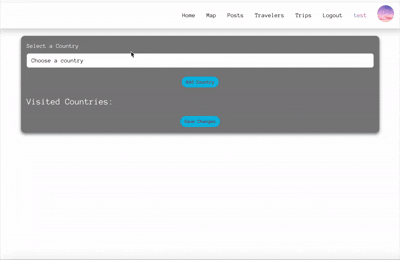 Home Map Posts Travelers Trips Logout test
Select a Country
Choose a country
Add Country
Visited Countries:
Save Changes